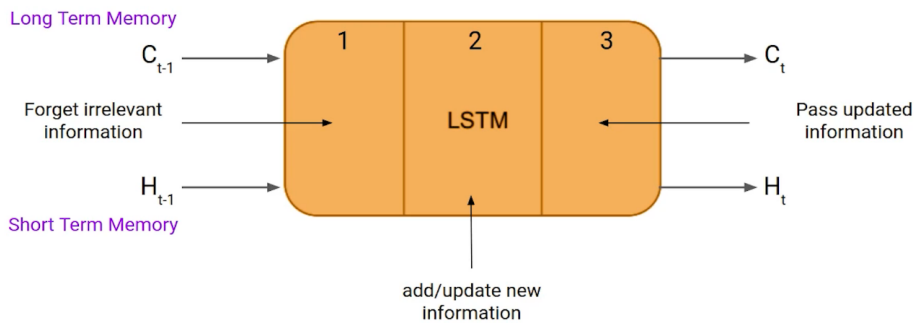 Long Term Memory
1 2 3
C t-1
C t
Forget irrelevant
information
LSTM
Pass updated
information
H t-1
H t
Short Term Memory
add/update new
information